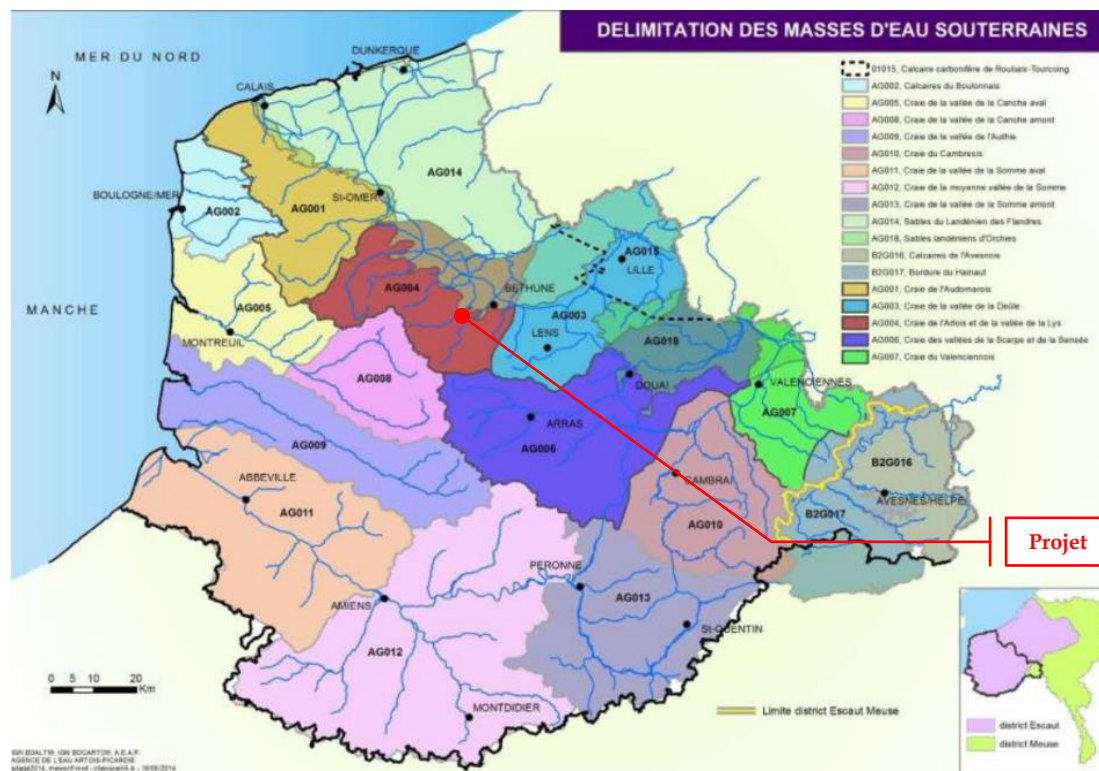 DELIMITATION DES MASSES D'EAU SOUTERRAINES
MER DU NORD
N
DUNKERQUE
CALAIS
01015, Calcaire carbonifère de Roubaix-Tourcoing
AG002, Calcaires du Boulonnais
AG005, Craie de la vallée de la Canche aval
AG008, Craie de la vallée de la Canche amont
AG009, Craie de la vallée de l'Authie
AG010, Craie du Cambresis
AG011, Craie de la vallée de la Somme aval
AG012, Craie de la moyenne vallée de la Somme
AG013, Craie de la vallée de la Somme amont
AG014, Sables du Landénien des Flandres
AG018, Sables landéniens d'Orchies
B2G016, Calcaires de l'Avesnois
B2G017, Bordure du Hainaut
AG001, Craie de l'Audomarois
AG003, Craie de la vallée de la Deûle
AG004, Craie de l'Artois et de la vallée de la Lys
AG006, Craie des vallées de la Scarpe et de la Sensée
AG007, Craie du Valenciennois
AG014
BOULOGNE/MER
St-OMER
AG002
AG001
AG015
LILLE
MANCHE
AG004
BETHUNE
AG005
AG003
MONTREUIL
LENS
AG018
AG008
DOUAI
VALENCIENNES
AG007
ARRAS
AG009
AG006
B2G016
ABBEVILLE
CAMBRAI
AVESNES/HELPE
AG011
AG010
B2G017
Projet
PERONNE
AMIENS
AG013
St-QUENTIN
AG012
0 5 10 20
Km
MONTDIDIER
Limite district Escaut Meuse
district Escaut
district Meuse
AGENCE DE L'EAU ARTOIS-PICARDIE